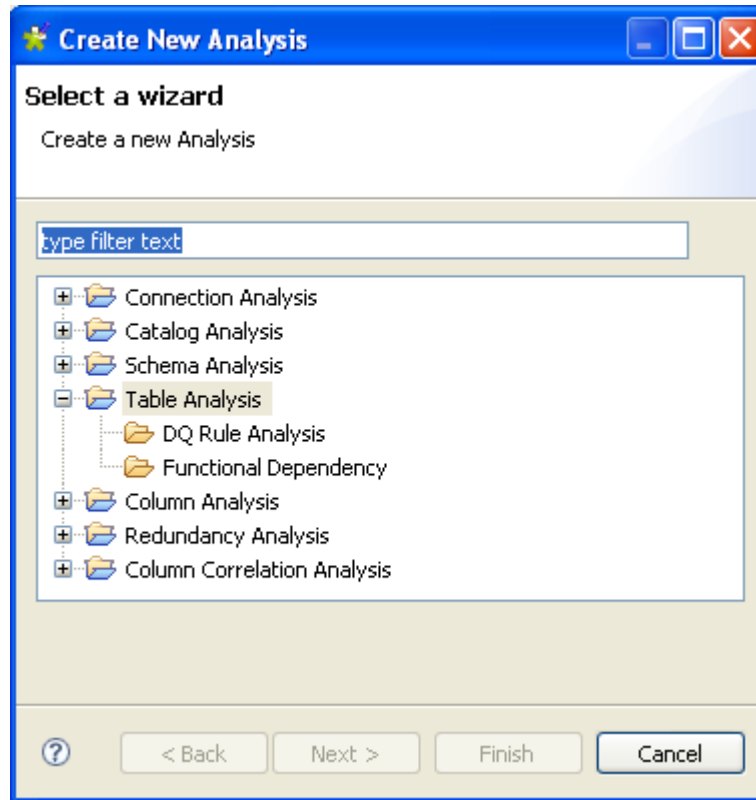 Create New Analysis
Select a wizard
Create a new Analysis
type filter text
Connection Analysis
Catalog Analysis
Schema Analysis
Table Analysis
DQ Rule Analysis
Functional Dependency
Column Analysis
Redundancy Analysis
Column Correlation Analysis
? < Back Next > Finish Cancel